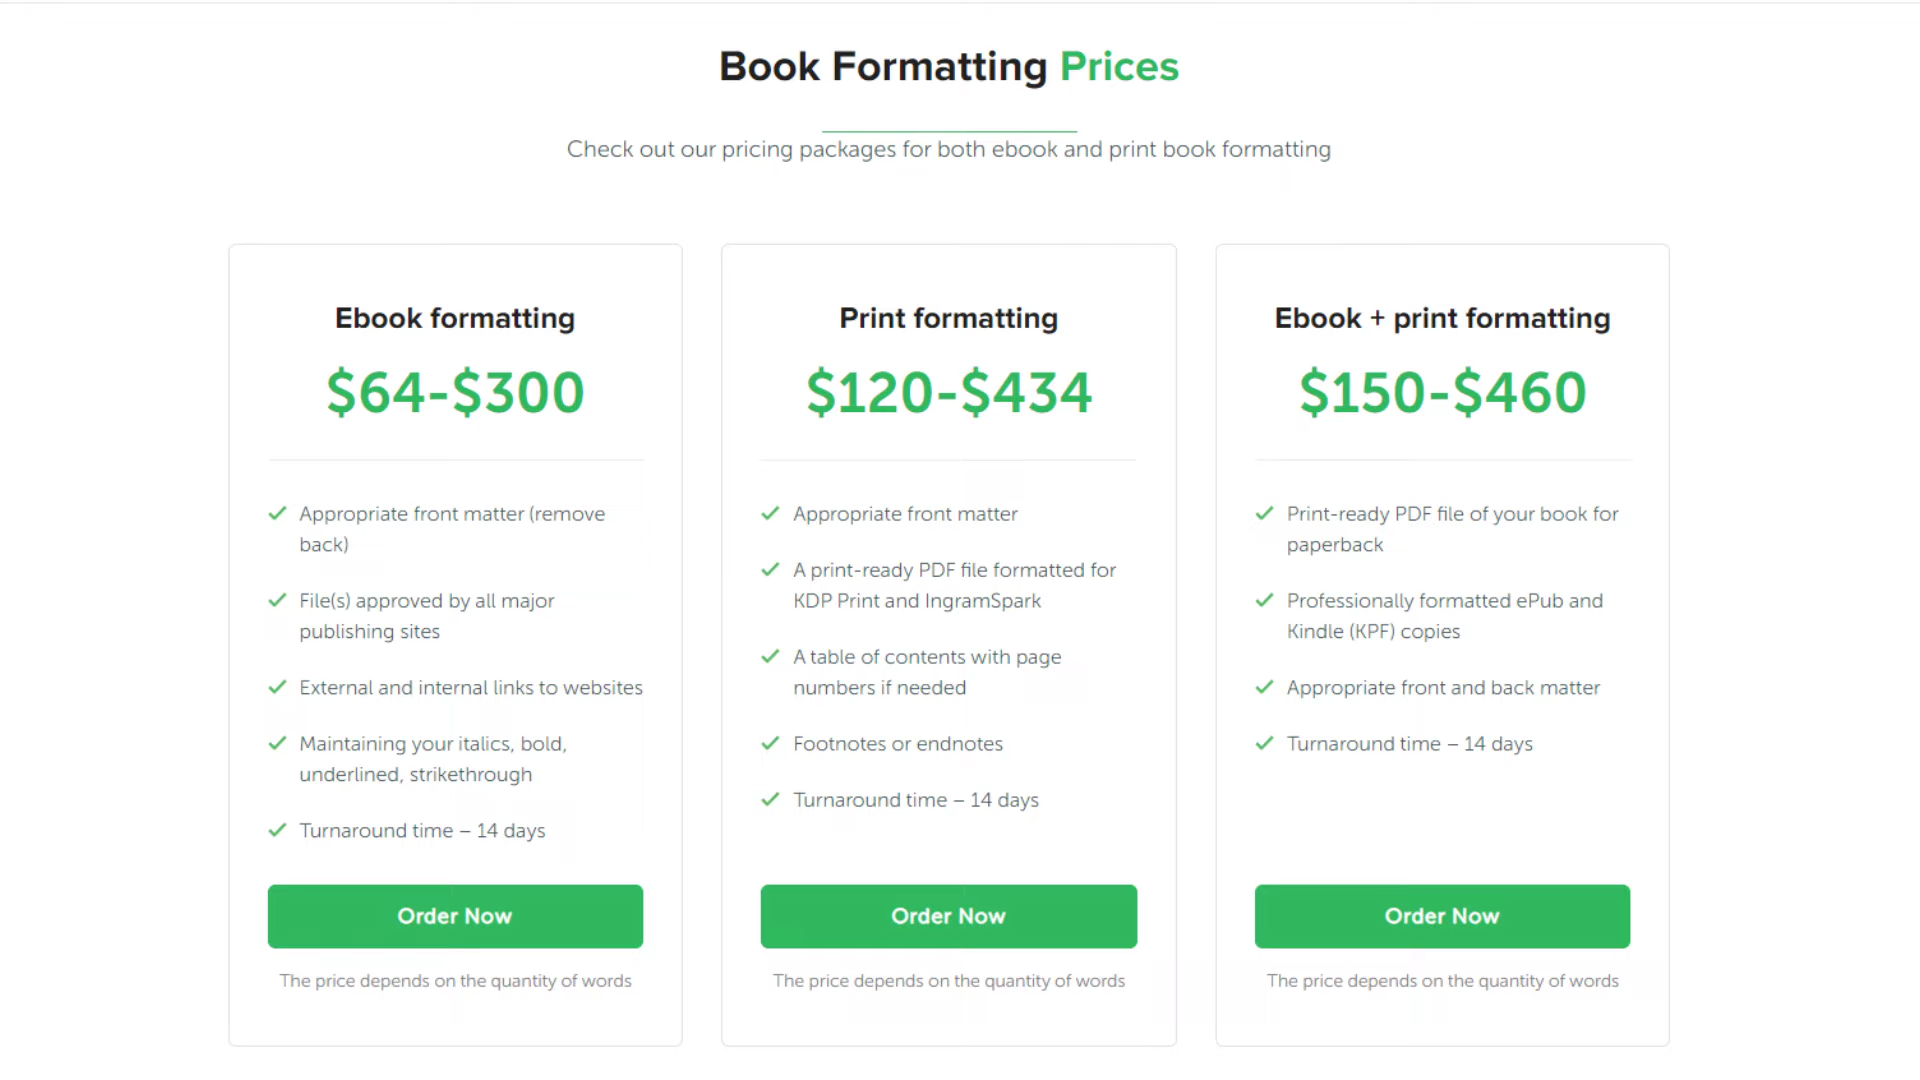 Book Formatting Prices
Check out our pricing packages for both ebook and print book formatting
Ebook formatting
$64-$300
Appropriate front matter (remove
back)
File(s) approved by all major
publishing sites
External and internal links to websites
Maintaining your italics, bold,
underlined, strikethrough
Turnaround time – 14 days
Order Now
The price depends on the quantity of words
Print formatting
$120-$434
Appropriate front matter
A print-ready PDF file formatted for
KDP Print and IngramSpark
A table of contents with page
numbers if needed
Footnotes or endnotes
Turnaround time – 14 days
Order Now
The price depends on the quantity of words
Ebook + print formatting
$150-$460
Print-ready PDF file of your book for
paperback
Professionally formatted ePub and
Kindle (KPF) copies
Appropriate front and back matter
Turnaround time – 14 days
Order Now
The price depends on the quantity of words